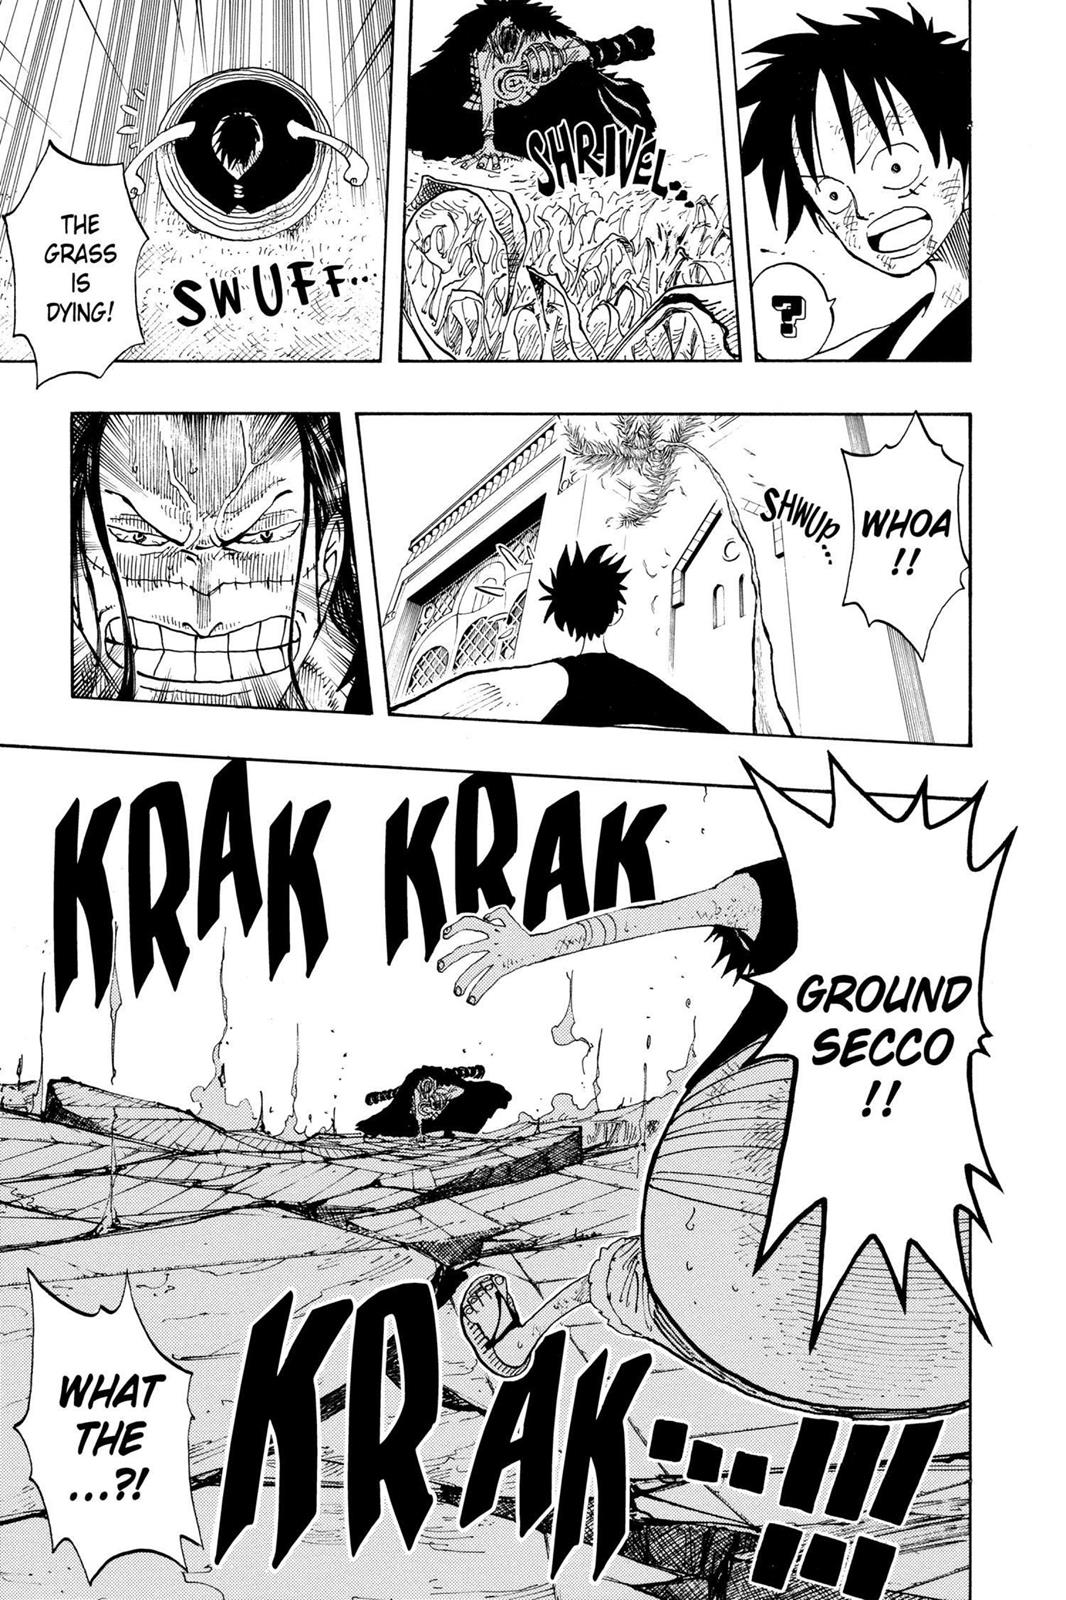 ?
SHRIVEL...
THE
GRASS
IS
DYING!
SWUFF...
WHOA
!!
SHWUP...
GROUND
SECCO
!!
KRAK KRAK
WHAT
THE
...?!
KRAK...!!!